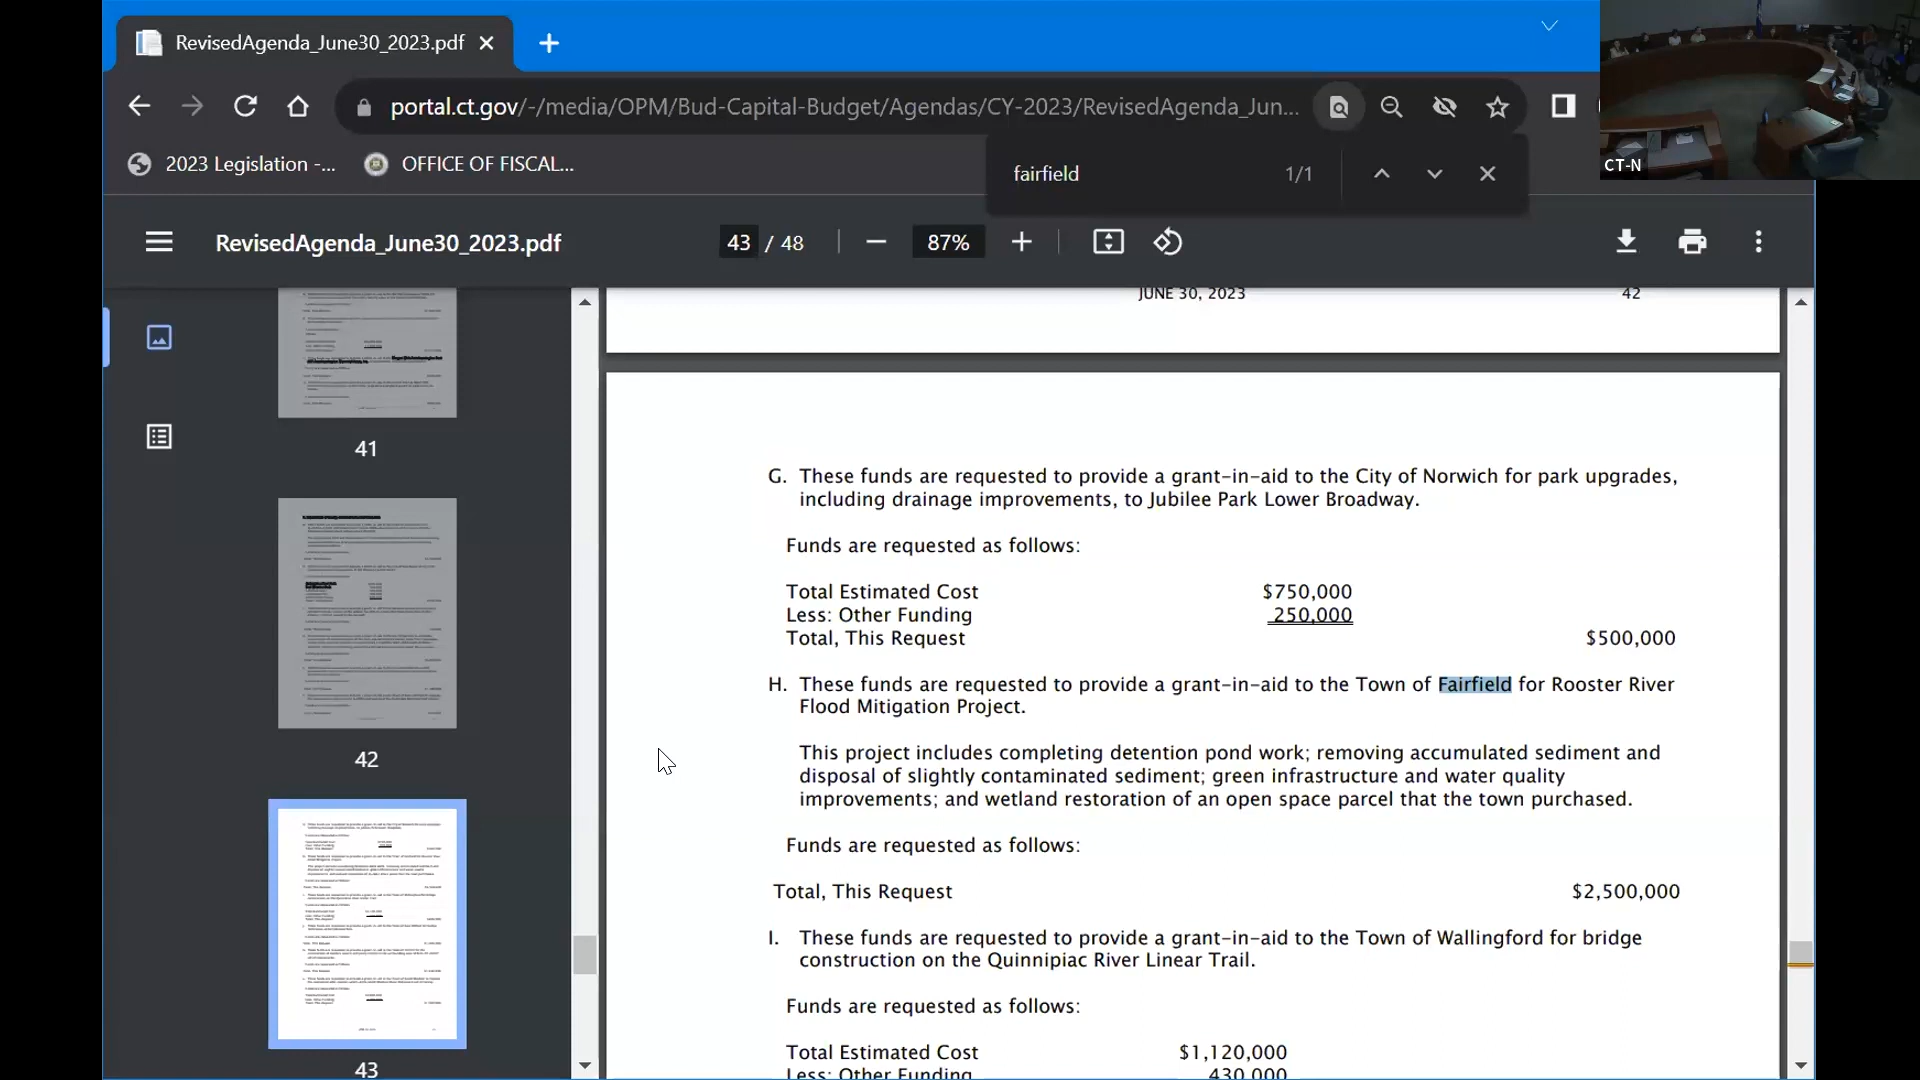 RevisedAgenda_June30_2023.pdf
portal.ct.gov/-/media/OPM/Bud-Capital-Budget/Agendas/CY-2023/RevisedAgenda_Jun...
2023 Legislation -...
OFFICE OF FISCAL...
fairfield 1/1
CT-N
RevisedAgenda_June30_2023.pdf
43 / 48
87%
41
42
43
JUNE 30, 2023 42
G. These funds are requested to provide a grant-in-aid to the City of Norwich for park upgrades,
including drainage improvements, to Jubilee Park Lower Broadway.
Funds are requested as follows:
Total Estimated Cost $750,000
Less: Other Funding 250,000
Total, This Request $500,000
H. These funds are requested to provide a grant-in-aid to the Town of Fairfield for Rooster River
Flood Mitigation Project.
This project includes completing detention pond work; removing accumulated sediment and
disposal of slightly contaminated sediment; green infrastructure and water quality
improvements; and wetland restoration of an open space parcel that the town purchased.
Funds are requested as follows:
Total, This Request $2,500,000
I. These funds are requested to provide a grant-in-aid to the Town of Wallingford for bridge
construction on the Quinnipiac River Linear Trail.
Funds are requested as follows:
Total Estimated Cost $1,120,000
Less: Other Funding 430,000